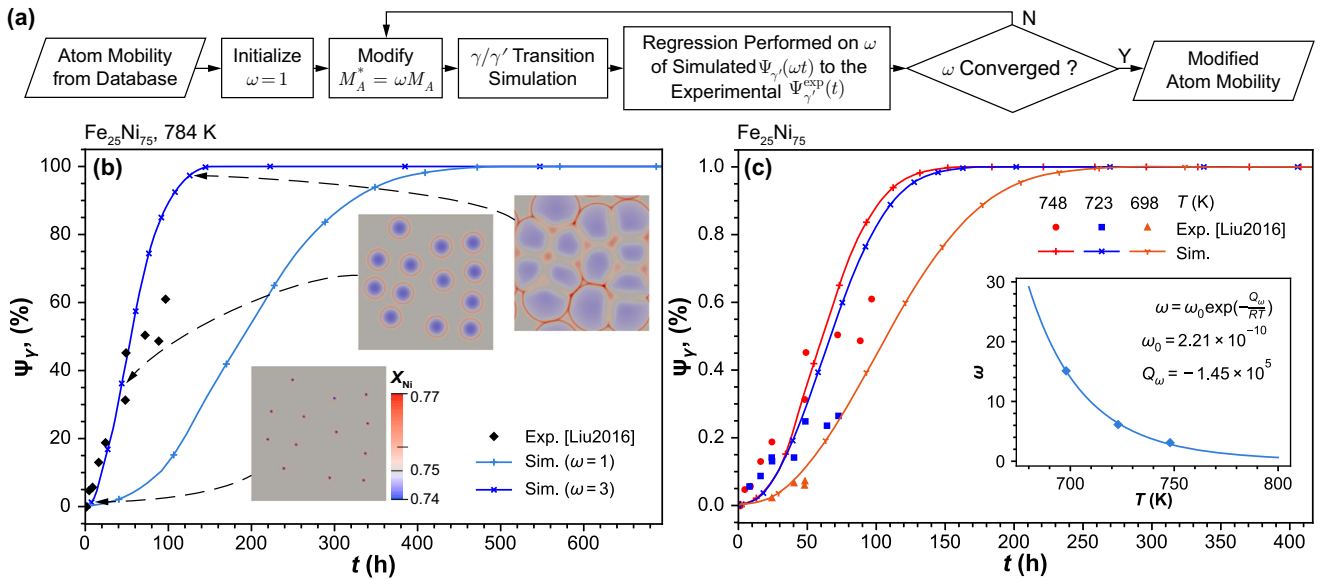 (a)
Atom Mobility
from Database
Initialize
ω = 1
Modify
M*_A = ωM_A
γ/γ′ Transition
Simulation
Regression Performed on ω
of Simulated Ψ_γ′(ωt) to the
Experimental Ψ^exp_γ′(t)
N
ω Converged ?
Y
Modified
Atom Mobility
Fe25Ni75, 784 K
(b)
100
80
60
40
20
0
Ψγ, (%)
0 100 200 300 400 500 600
t (h)
XNi
0.77
0.75
0.74
Exp. [Liu2016]
Sim. (ω = 1)
Sim. (ω = 3)
Fe25Ni75
(c)
1.0
0.8
0.6
0.4
0.2
0.0
Ψγ, (%)
0 50 100 150 200 250 300 350 400
t (h)
748 723 698 T (K)
Exp. [Liu2016]
Sim.
30
20
10
0
ω
700 750 800
T (K)
ω = ω0 exp(−Qω/RT)
ω0 = 2.21 × 10^−10
Qω = −1.45 × 10^5